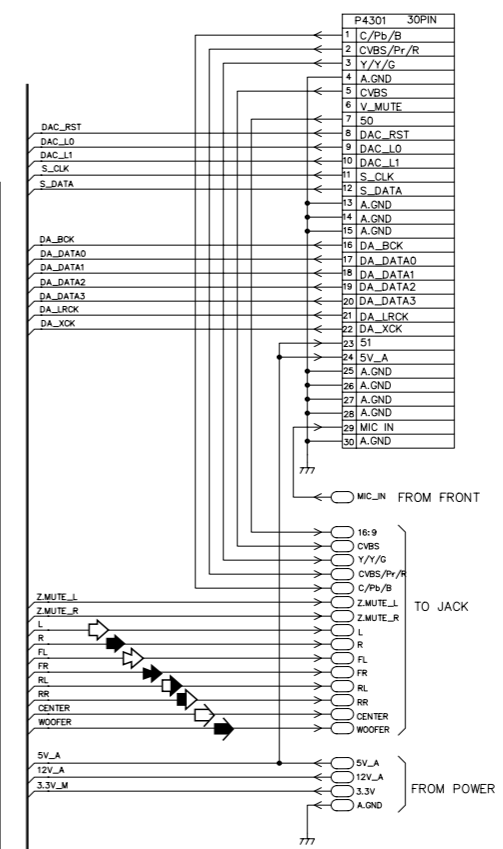 P4301 30PIN
1 C/Pb/B
2 CVBS/Pr/R
3 Y/Y/G
4 A.GND
5 CVBS
6 V_MUTE
7 50
DAC_RST 8 DAC_RST
DAC_L0 9 DAC_L0
DAC_L1 10 DAC_L1
S_CLK 11 S_CLK
S_DATA 12 S_DATA
13 A.GND
14 A.GND
15 A.GND
DA_BCK 16 DA_BCK
DA_DATA0 17 DA_DATA0
DA_DATA1 18 DA_DATA1
DA_DATA2 19 DA_DATA2
DA_DATA3 20 DA_DATA3
DA_LRCK 21 DA_LRCK
DA_XCK 22 DA_XCK
23 51
24 5V_A
25 A.GND
26 A.GND
27 A.GND
28 A.GND
29 MIC IN
30 A.GND
MIC_IN FROM FRONT
16:9
CVBS
Y/Y/G
CVBS/Pr/R
C/Pb/B
TO JACK
Z.MUTE_L Z.MUTE_L
Z.MUTE_R Z.MUTE_R
L L
R R
FL FL
FR FR
RL RL
RR RR
CENTER CENTER
WOOFER WOOFER
5V_A 5V_A
12V_A 12V_A
3.3V_M 3.3V
FROM POWER
A.GND